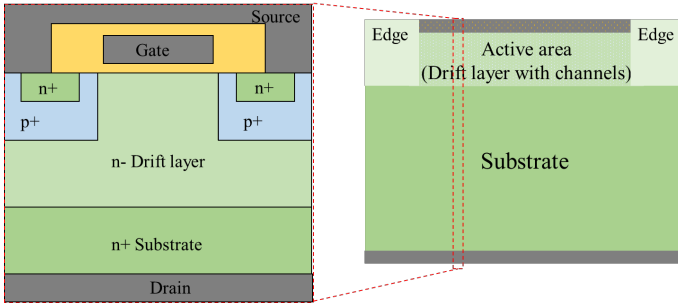 Source
Gate
n+
n+
p+
p+
n- Drift layer
n+ Substrate
Drain
Edge
Edge
Active area
(Drift layer with channels)
Substrate